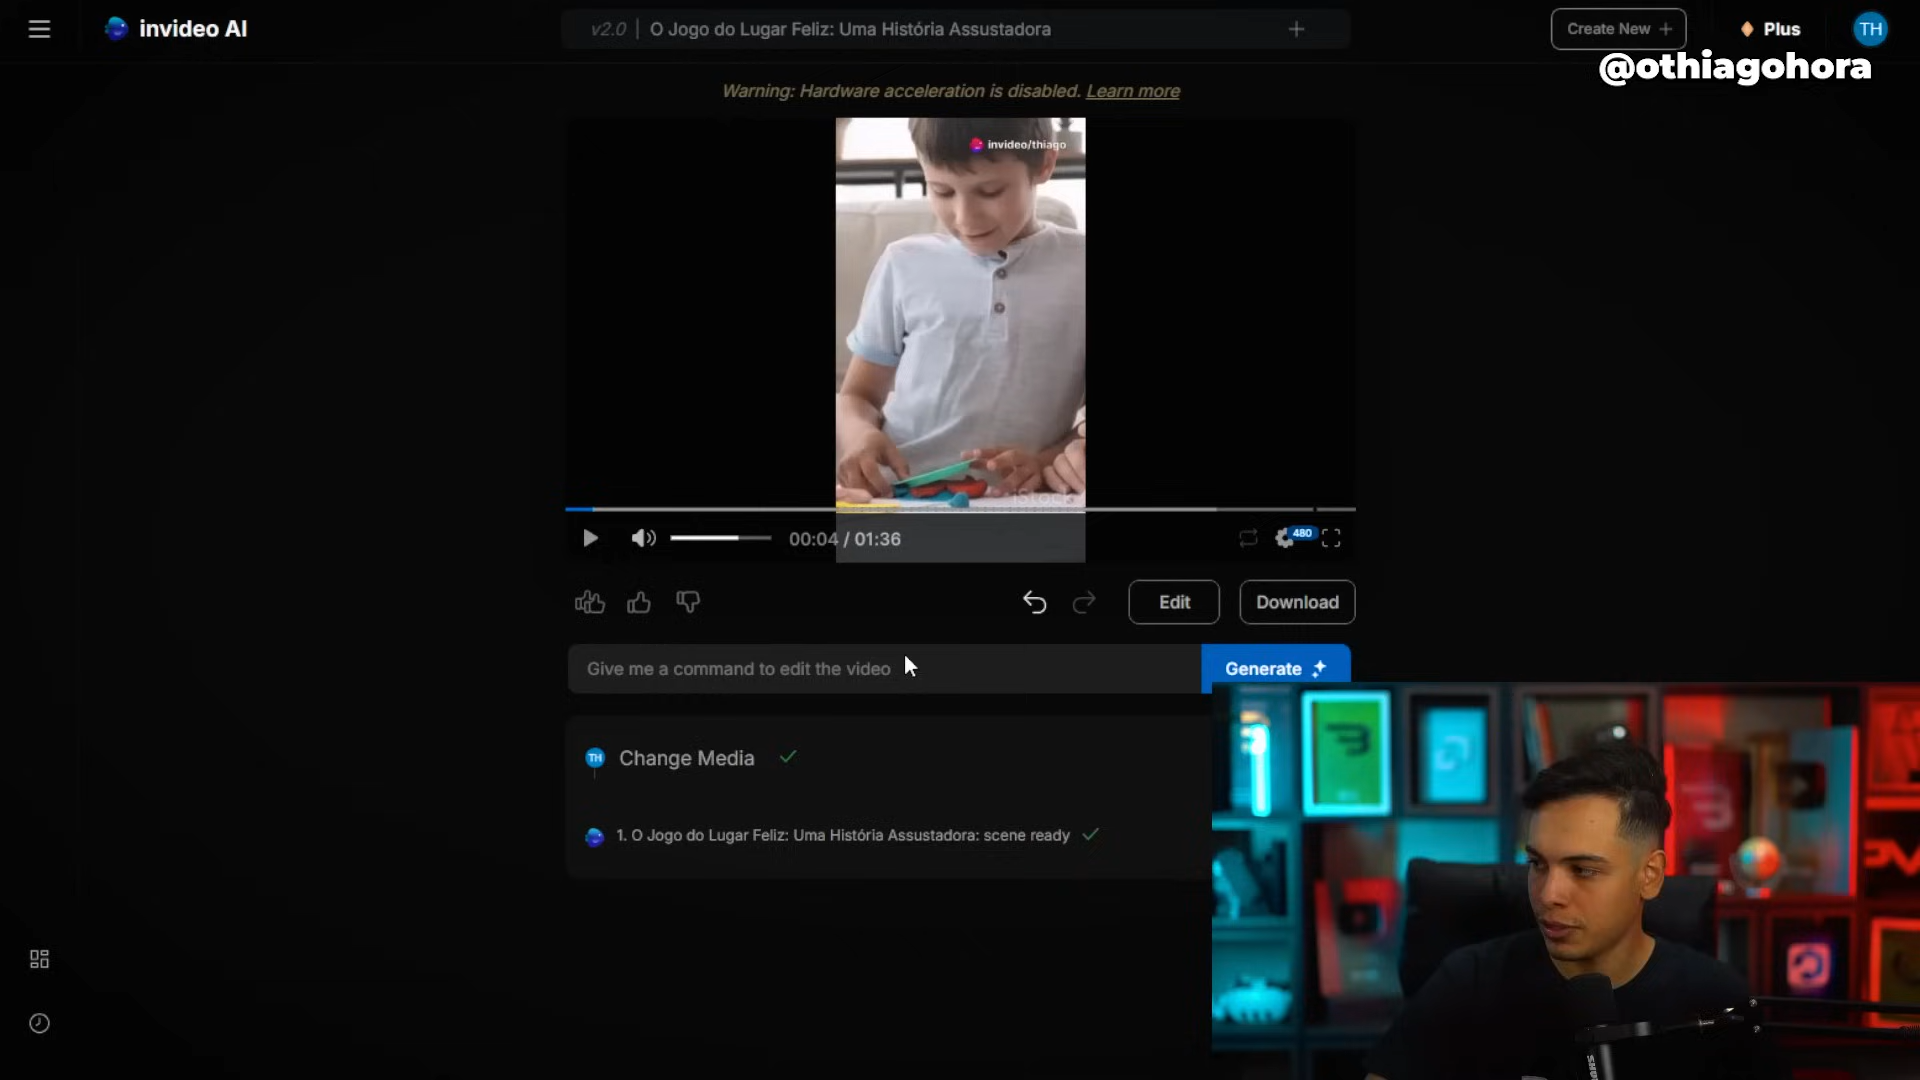 invideo AI
v2.0 | O Jogo do Lugar Feliz: Uma História Assustadora
Create New +
Plus
TH
@othiagohora
Warning: Hardware acceleration is disabled. Learn more
invideo/thiago
iStock
00:04 / 01:36
480
Edit
Download
Give me a command to edit the video
Generate
TH
Change Media
1. O Jogo do Lugar Feliz: Uma História Assustadora: scene ready